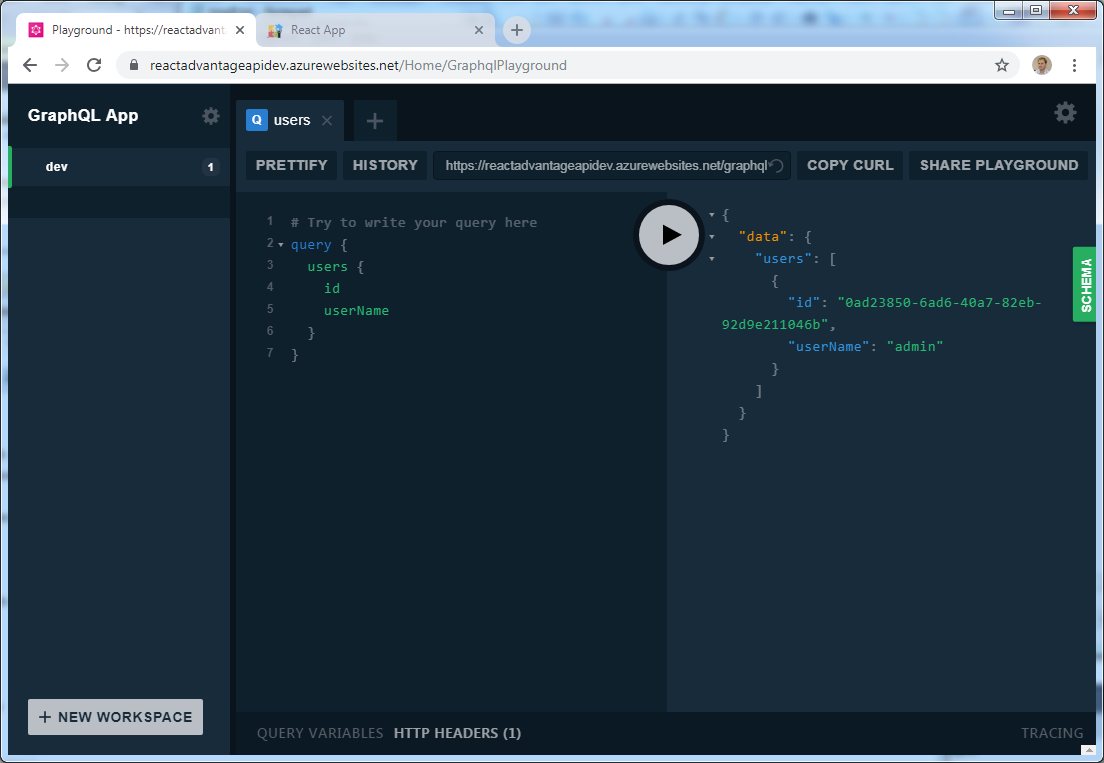 Playground - https://reactadvant
React App
reactadvantageapidev.azurewebsites.net/Home/GraphqlPlayground
GraphQL App
dev
1
Q users
PRETTIFY
HISTORY
https://reactadvantageapidev.azurewebsites.net/graphql
COPY CURL
SHARE PLAYGROUND
1 # Try to write your query here
2 query {
3 users {
4 id
5 userName
6 }
7 }
{
"data": {
"users": [
{
"id": "0ad23850-6ad6-40a7-82eb-
92d9e211046b",
"userName": "admin"
}
]
}
}
SCHEMA
+ NEW WORKSPACE
QUERY VARIABLES
HTTP HEADERS (1)
TRACING